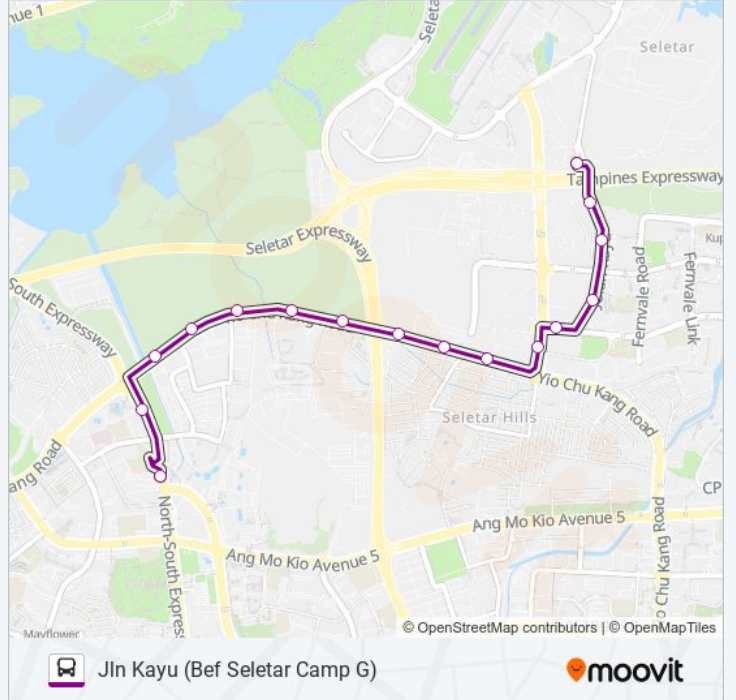 nue 1
Seleta
Seletar
Tampines Expressway
Seletar Expressway
Kup
South Expressway
Fernvale Road
Fernvale Link
Yio Chu Kang Road
Seletar Hills
ang Road
CP
Ang Mo Kio Avenue 5
North-South Express
Ang Mo Kio Avenue 5
o Chu Kang Road
Mayflower
© OpenStreetMap contributors | © OpenMapTiles
Jln Kayu (Bef Seletar Camp G)
moovit